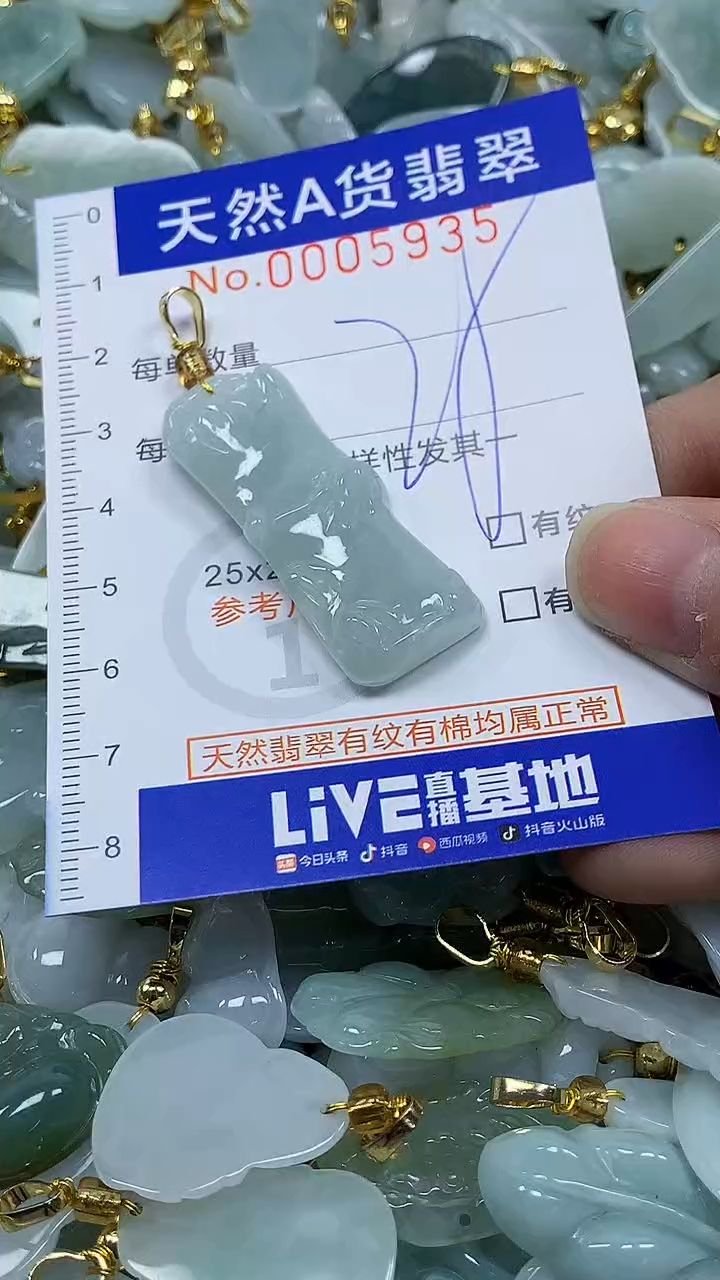 天然A货翡翠
No.0005935
0
1
2
3
4
5
6
7
8
每单数量
每
样性发其一
有纹
25x2
有
参考
1
天然翡翠有纹有棉均属正常
LiVE直播基地
今日头条 抖音 西瓜视频 抖音火山版